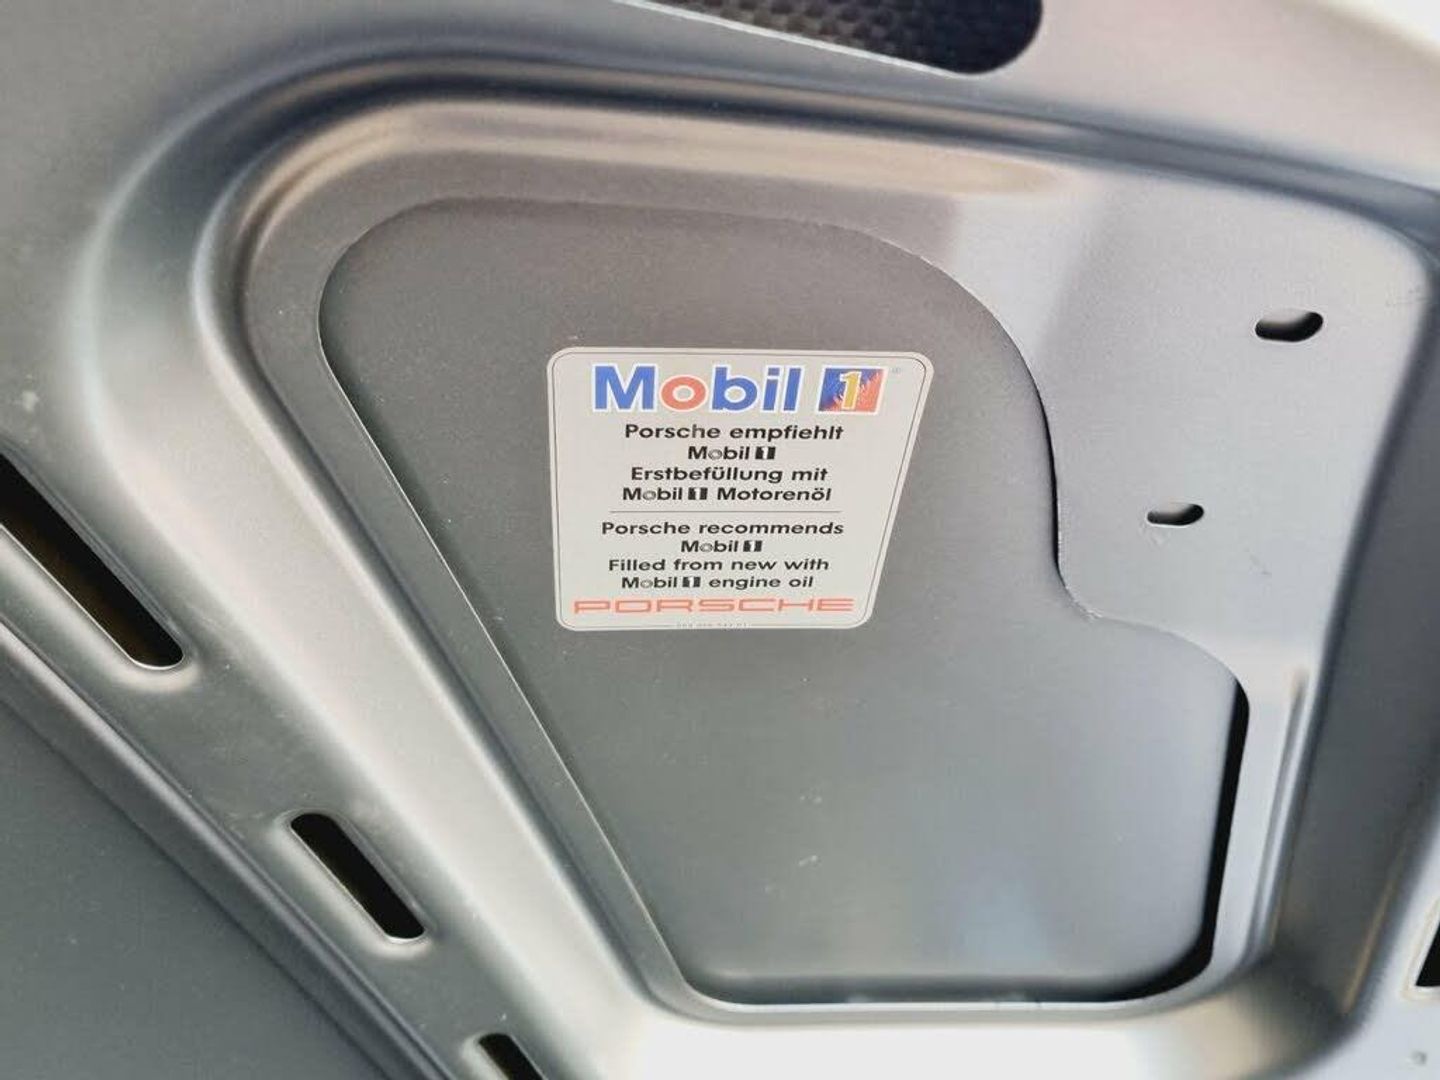 Mobil 1®
Porsche empfiehlt
Mobil 1
Erstbefüllung mit
Mobil 1 Motorenöl
Porsche recommends
Mobil 1
Filled from new with
Mobil 1 engine oil
PORSCHE